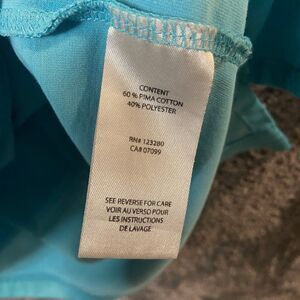 CONTENT
60 % PIMA COTTON
40% POLYESTER
RN# 123280
CA# 07099
SEE REVERSE FOR CARE
VOIR AU VERSO POUR
LES INSTRUCTIONS
DE LAVAGE